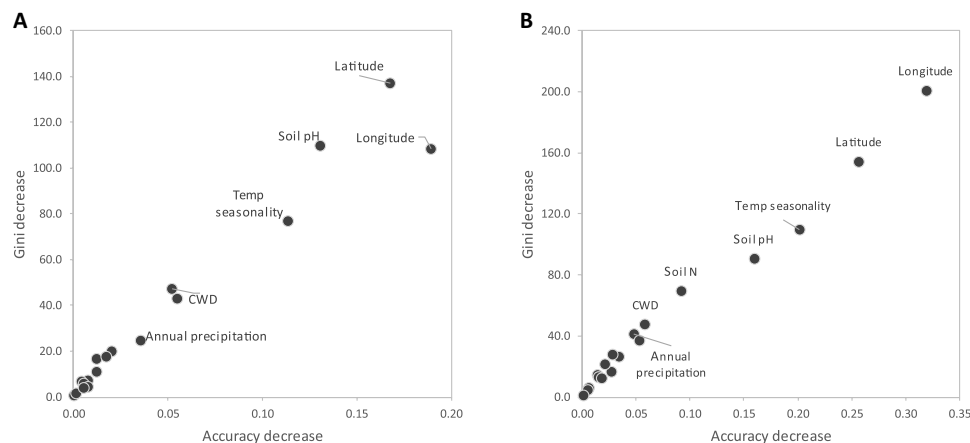 A
160.0
140.0
120.0
100.0
80.0
60.0
40.0
20.0
0.0
0.00
0.05
0.10
0.15
0.20
Gini decrease
Accuracy decrease
Latitude
Soil pH
Longitude
Temp
seasonality
CWD
Annual precipitation
B
240.0
200.0
160.0
120.0
80.0
40.0
0.0
0.00
0.05
0.10
0.15
0.20
0.25
0.30
0.35
Gini decrease
Accuracy decrease
Longitude
Latitude
Temp seasonality
Soil pH
Soil N
CWD
Annual
precipitation